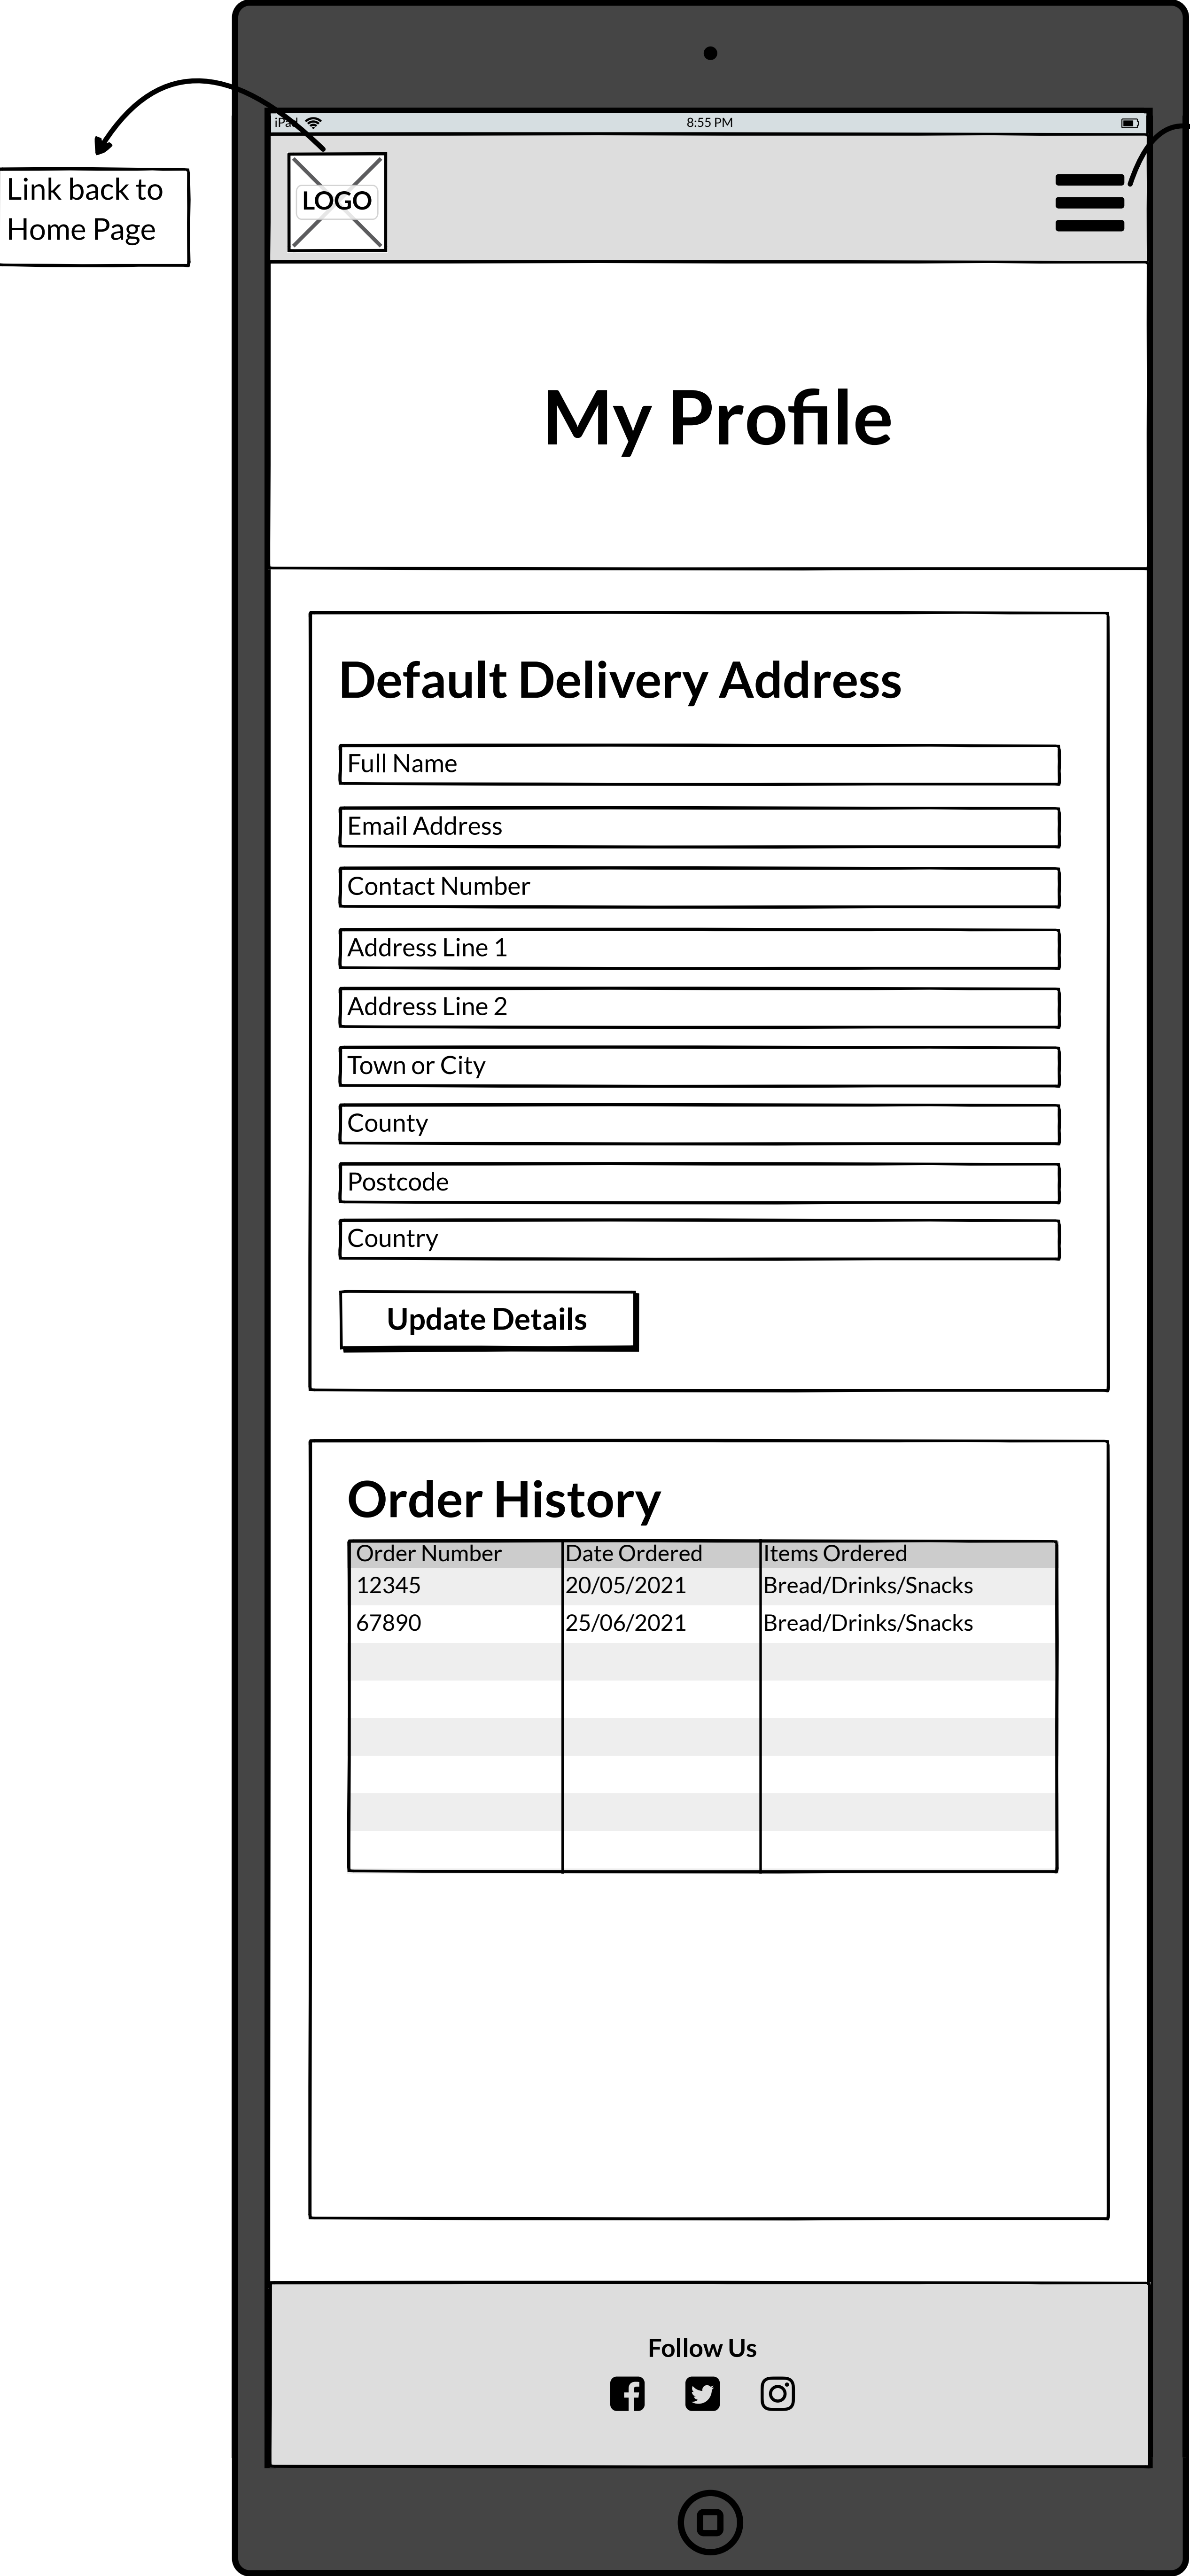 iPad
8:55 PM
Link back to
Home Page
LOGO
My Profile
Default Delivery Address
Full Name
Email Address
Contact Number
Address Line 1
Address Line 2
Town or City
County
Postcode
Country
Update Details
Order History
Order Number Date Ordered Items Ordered
12345 20/05/2021 Bread/Drinks/Snacks
67890 25/06/2021 Bread/Drinks/Snacks
Follow Us